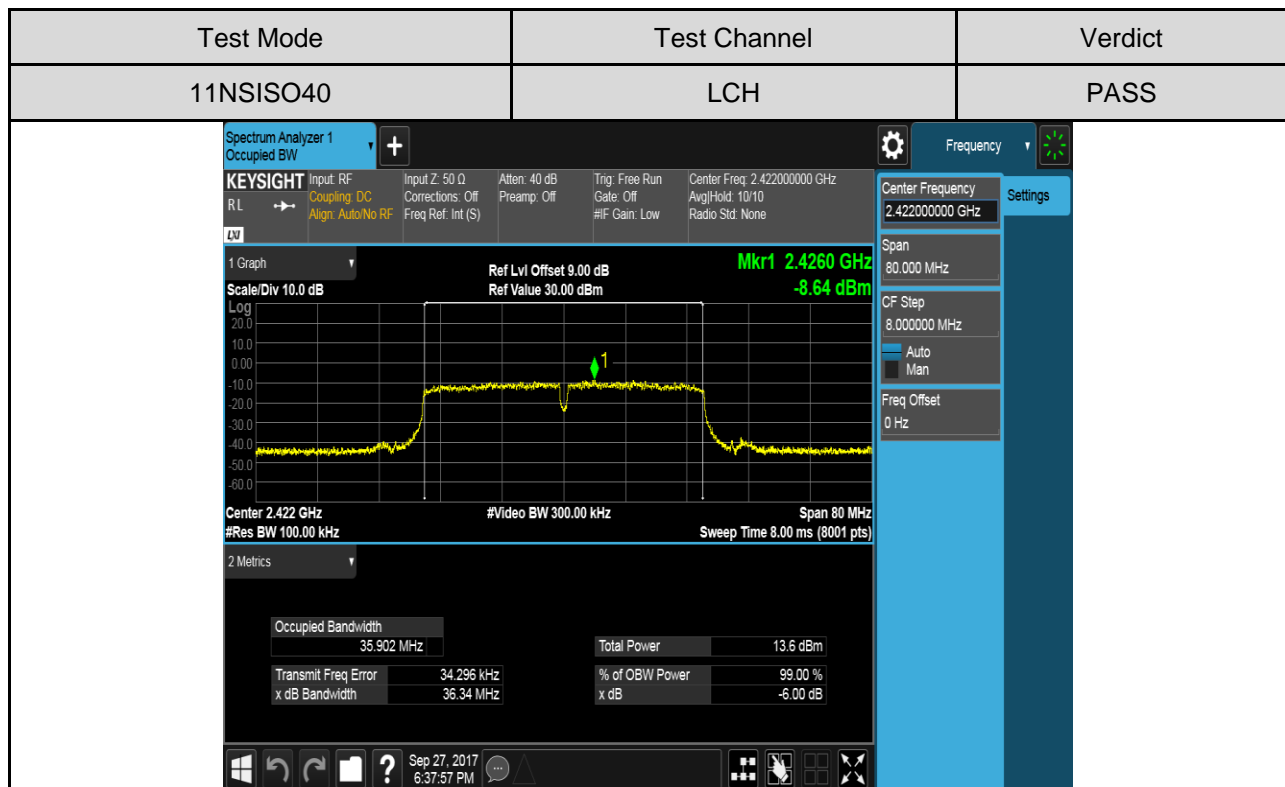 Test Mode Test Channel Verdict
11NSISO40 LCH PASS
Spectrum Analyzer 1
Occupied BW
+
Frequency
KEYSIGHT Input: RF Input Z: 50 Ω Atten: 40 dB Trig: Free Run Center Freq: 2.422000000 GHz
RL Coupling: DC Corrections: Off Preamp: Off Gate: Off Avg|Hold: 10/10
Align: Auto/No RF Freq Ref: Int (S) #IF Gain: Low Radio Std: None
LXI
Center Frequency
2.422000000 GHz
Settings
Span
80.000 MHz
CF Step
8.000000 MHz
Auto
Man
Freq Offset
0 Hz
1 Graph Ref Lvl Offset 9.00 dB Mkr1 2.4260 GHz
Scale/Div 10.0 dB Ref Value 30.00 dBm -8.64 dBm
Log
20.0
10.0
0.00
-10.0
-20.0
-30.0
-40.0
-50.0
-60.0
1
Center 2.422 GHz #Video BW 300.00 kHz Span 80 MHz
#Res BW 100.00 kHz Sweep Time 8.00 ms (8001 pts)
2 Metrics
Occupied Bandwidth
35.902 MHz Total Power 13.6 dBm
Transmit Freq Error 34.296 kHz % of OBW Power 99.00 %
x dB Bandwidth 36.34 MHz x dB -6.00 dB
? Sep 27, 2017
6:37:57 PM